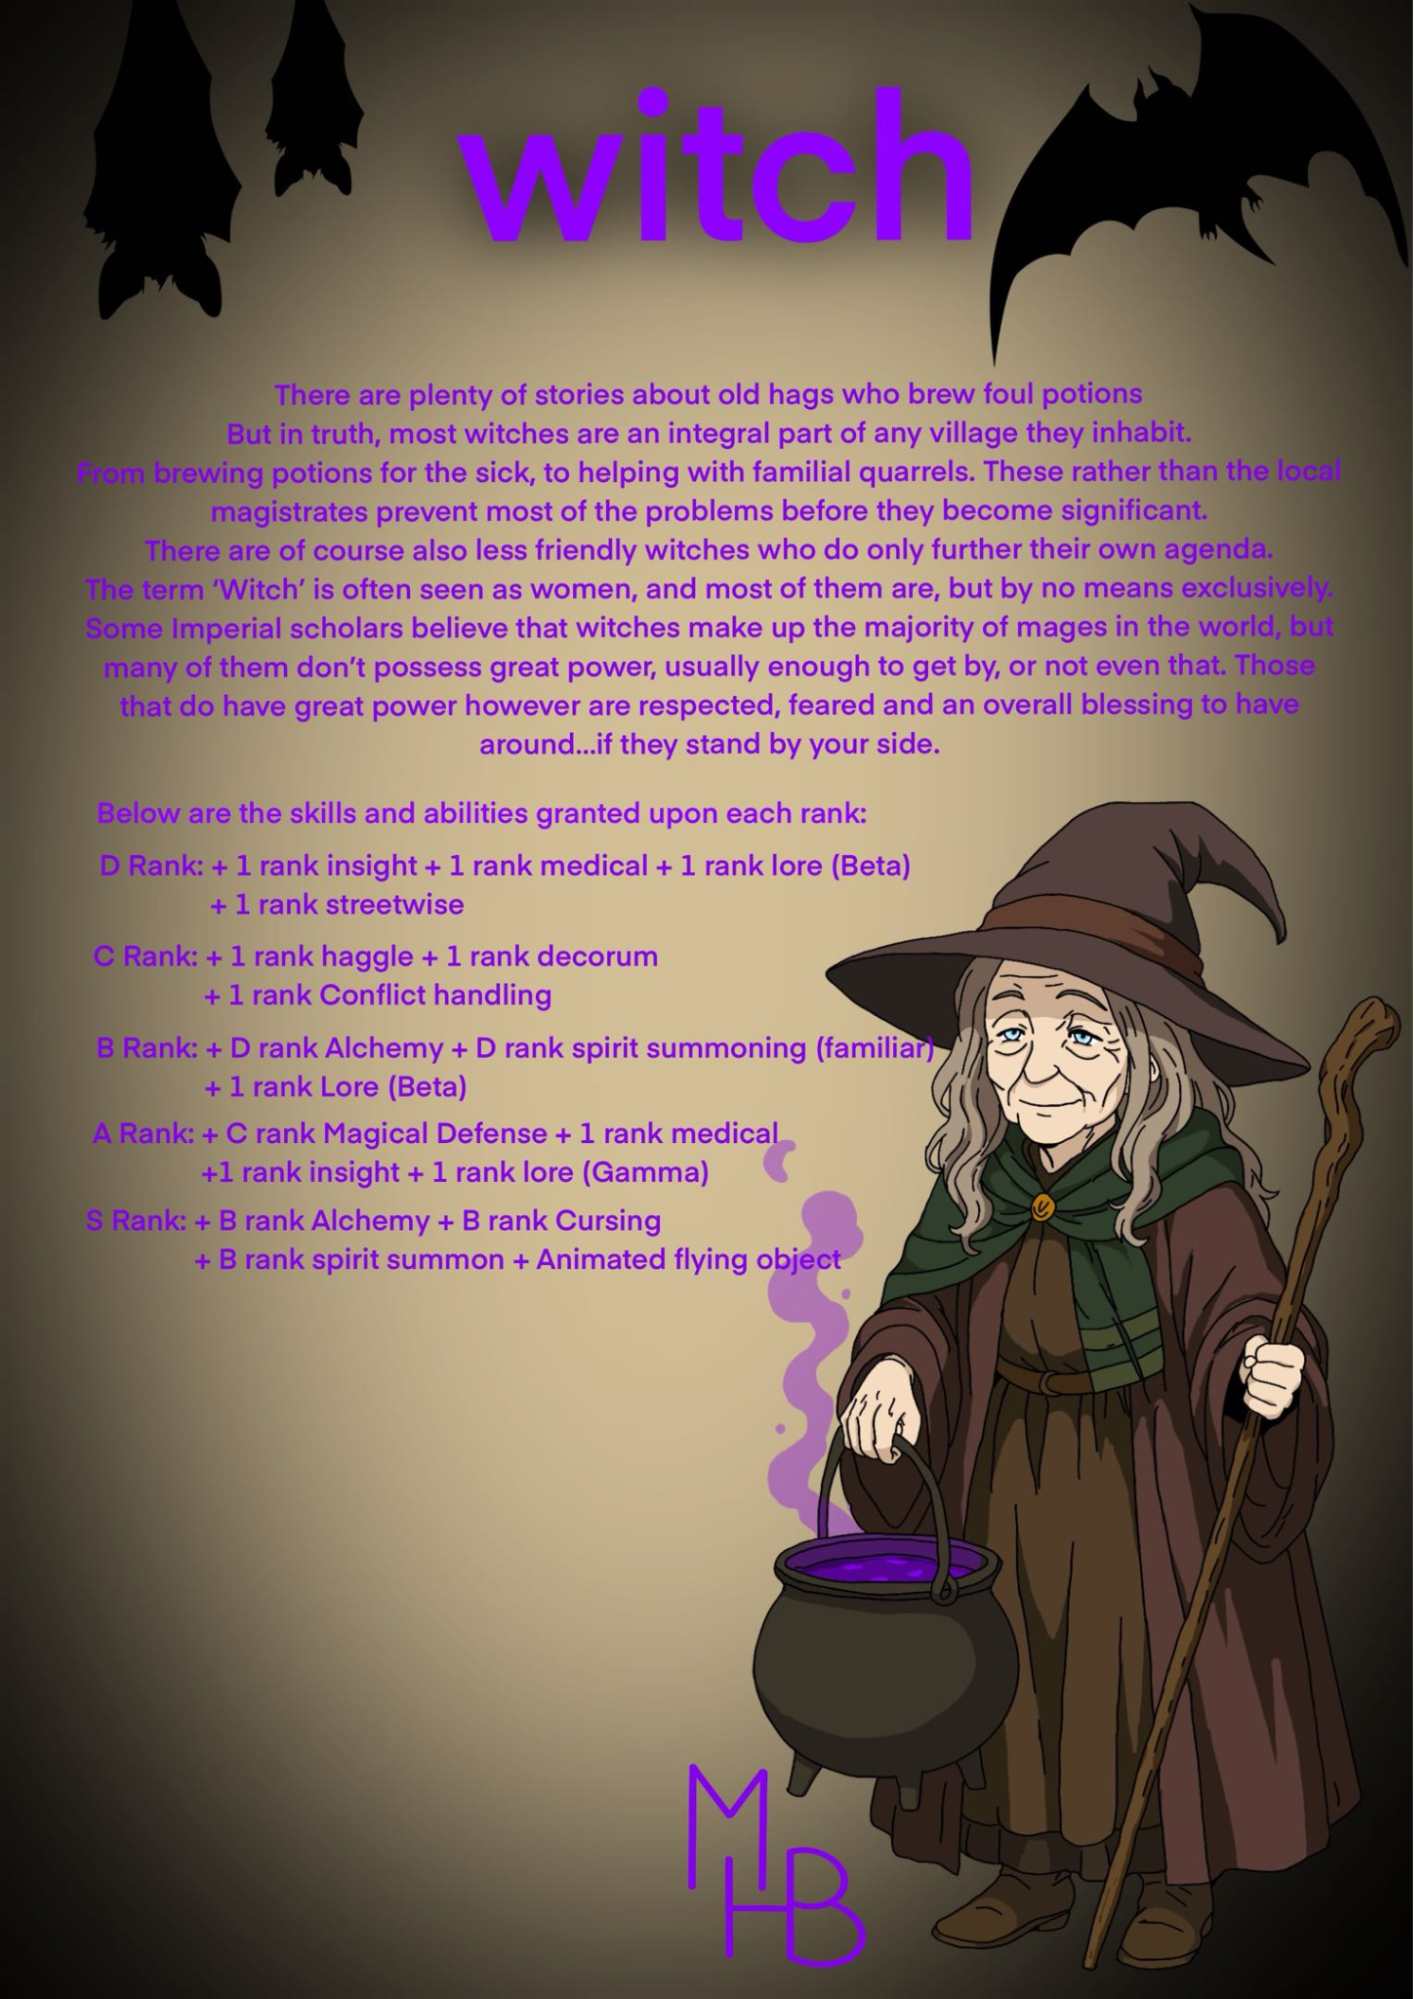 witch
There are plenty of stories about old hags who brew foul potions
But in truth, most witches are an integral part of any village they inhabit.
From brewing potions for the sick, to helping with familial quarrels. These rather than the local
magistrates prevent most of the problems before they become significant.
There are of course also less friendly witches who do only further their own agenda.
The term ‘Witch’ is often seen as women, and most of them are, but by no means exclusively.
Some Imperial scholars believe that witches make up the majority of mages in the world, but
many of them don’t possess great power, usually enough to get by, or not even that. Those
that do have great power however are respected, feared and an overall blessing to have
around...if they stand by your side.
Below are the skills and abilities granted upon each rank:
D Rank: + 1 rank insight + 1 rank medical + 1 rank lore (Beta)
+ 1 rank streetwise
C Rank: + 1 rank haggle + 1 rank decorum
+ 1 rank Conflict handling
B Rank: + D rank Alchemy + D rank spirit summoning (familiar)
+ 1 rank Lore (Beta)
A Rank: + C rank Magical Defense + 1 rank medical
+1 rank insight + 1 rank lore (Gamma)
S Rank: + B rank Alchemy + B rank Cursing
+ B rank spirit summon + Animated flying object
MHB